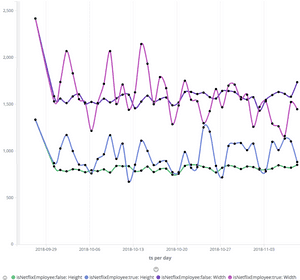 2,500
2,000
1,500
1,000
500
0
2018-09-29 2018-10-06 2018-10-13 2018-10-20 2018-10-27 2018-11-03
ts per day
isNetflixEmployee:false: Height isNetflixEmployee:true: Height isNetflixEmployee:false: Width isNetflixEmployee:true: Width